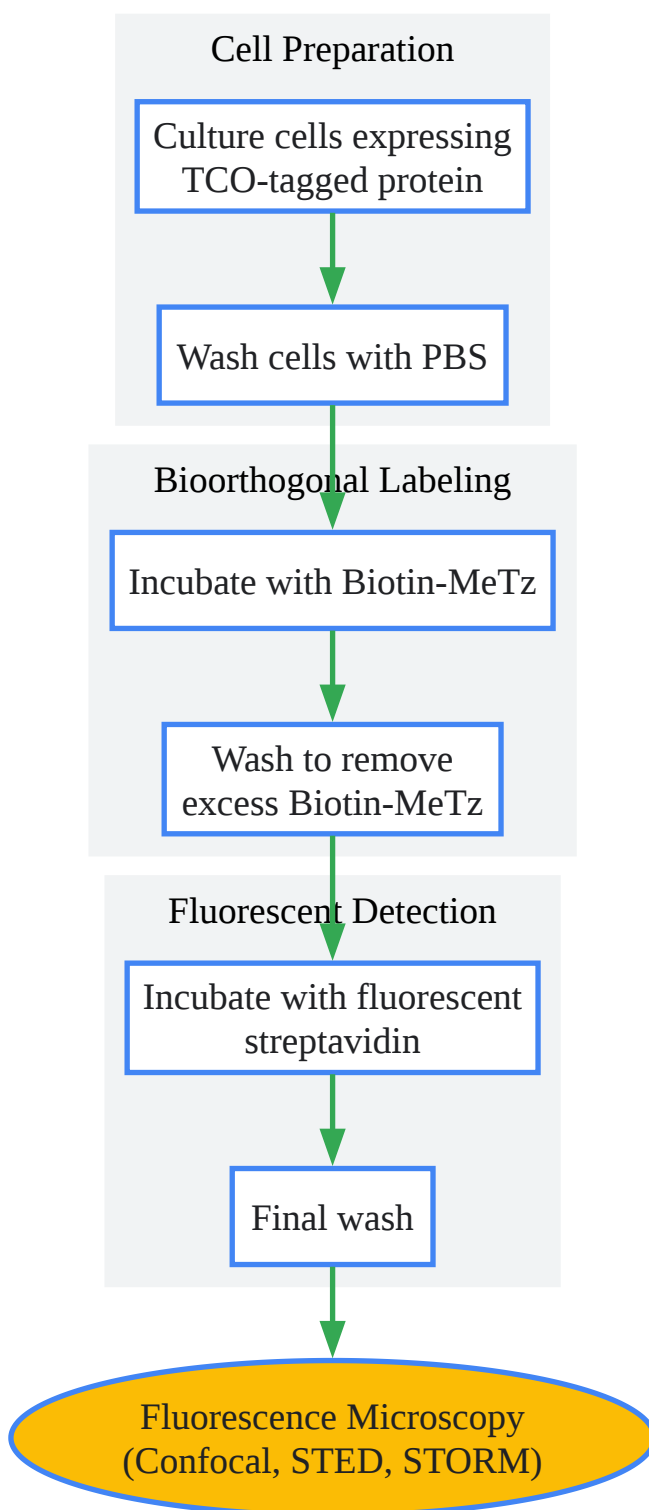 Cell Preparation
Culture cells expressing
TCO-tagged protein
Wash cells with PBS
Bioorthogonal Labeling
Incubate with Biotin-MeTz
Wash to remove
excess Biotin-MeTz
Fluorescent Detection
Incubate with fluorescent
streptavidin
Final wash
Fluorescence Microscopy
(Confocal, STED, STORM)